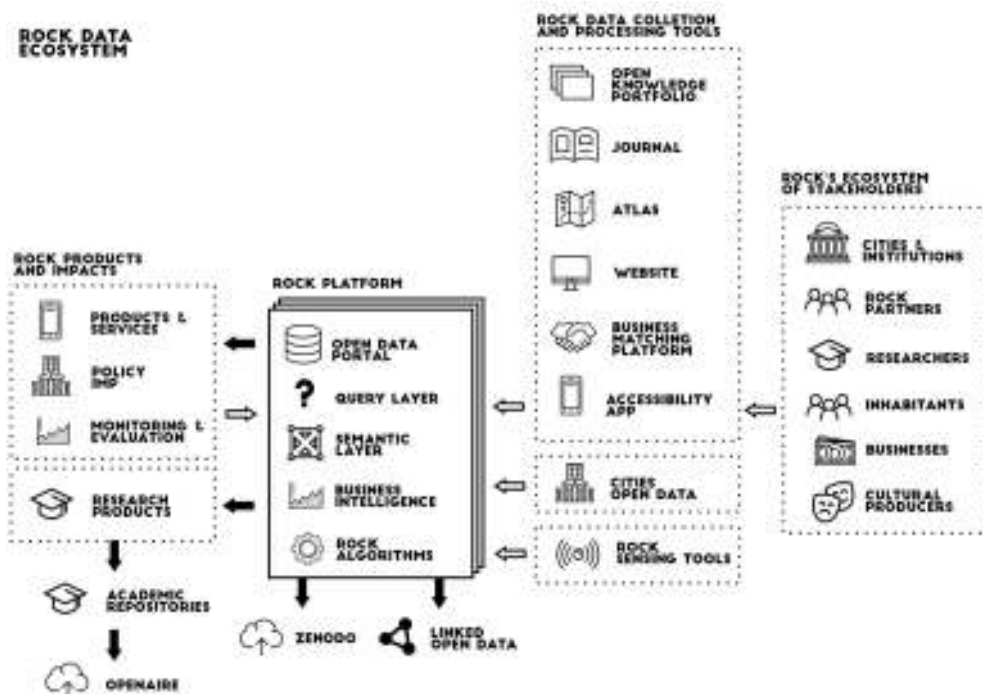 ROCK DATA
ECOSYSTEM
ROCK DATA COLLETION
AND PROCESSING TOOLS
OPEN
KNOWLEDGE
PORTFOLIO
JOURNAL
ATLAS
WEBSITE
BUSINESS
MATCHING
PLATFORM
ACCESSIBILITY
APP
CITIES
OPEN DATA
ROCK
SENSING TOOLS
ROCK'S ECOSYSTEM
OF STAKEHOLDERS
CITIES &
INSTITUTIONS
ROCK
PARTNERS
RESEARCHERS
INHABITANTS
BUSINESSES
CULTURAL
PRODUCERS
ROCK PRODUCTS
AND IMPACTS
PRODUCTS &
SERVICES
POLICY
IMP
MONITORING &
EVALUATION
RESEARCH
PRODUCTS
ACADEMIC
REPOSITORIES
OPENAIRE
ROCK PLATFORM
OPEN DATA
PORTAL
?
QUERY LAYER
SEMANTIC
LAYER
BUSINESS
INTELLIGENCE
ROCK
ALGORITHMS
ZENODO
LINKED
OPEN DATA